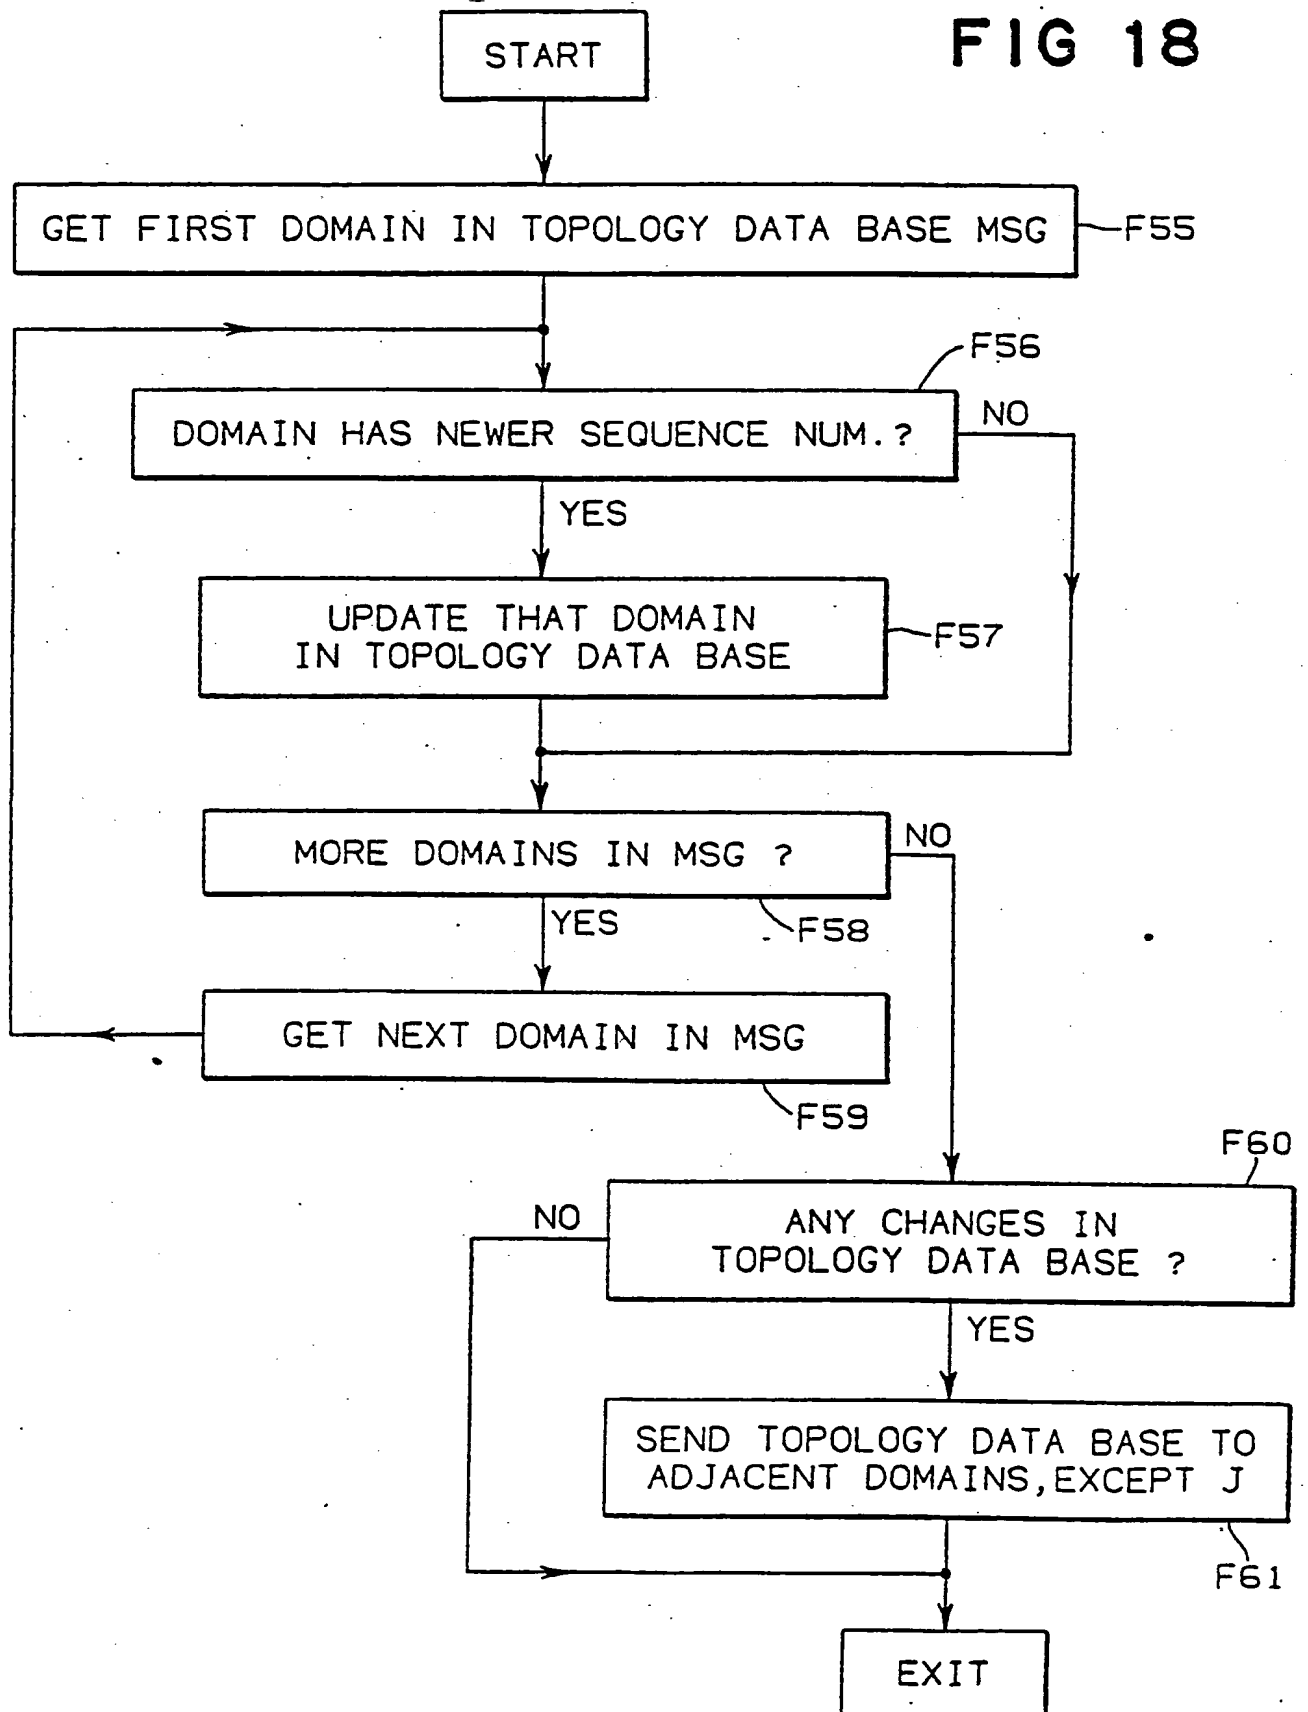 FIG 18
START
GET FIRST DOMAIN IN TOPOLOGY DATA BASE MSG
F55
F56
DOMAIN HAS NEWER SEQUENCE NUM.?
NO
YES
UPDATE THAT DOMAIN
IN TOPOLOGY DATA BASE
F57
MORE DOMAINS IN MSG ?
NO
YES
F58
GET NEXT DOMAIN IN MSG
F59
F60
NO
ANY CHANGES IN
TOPOLOGY DATA BASE ?
YES
SEND TOPOLOGY DATA BASE TO
ADJACENT DOMAINS,EXCEPT J
F61
EXIT